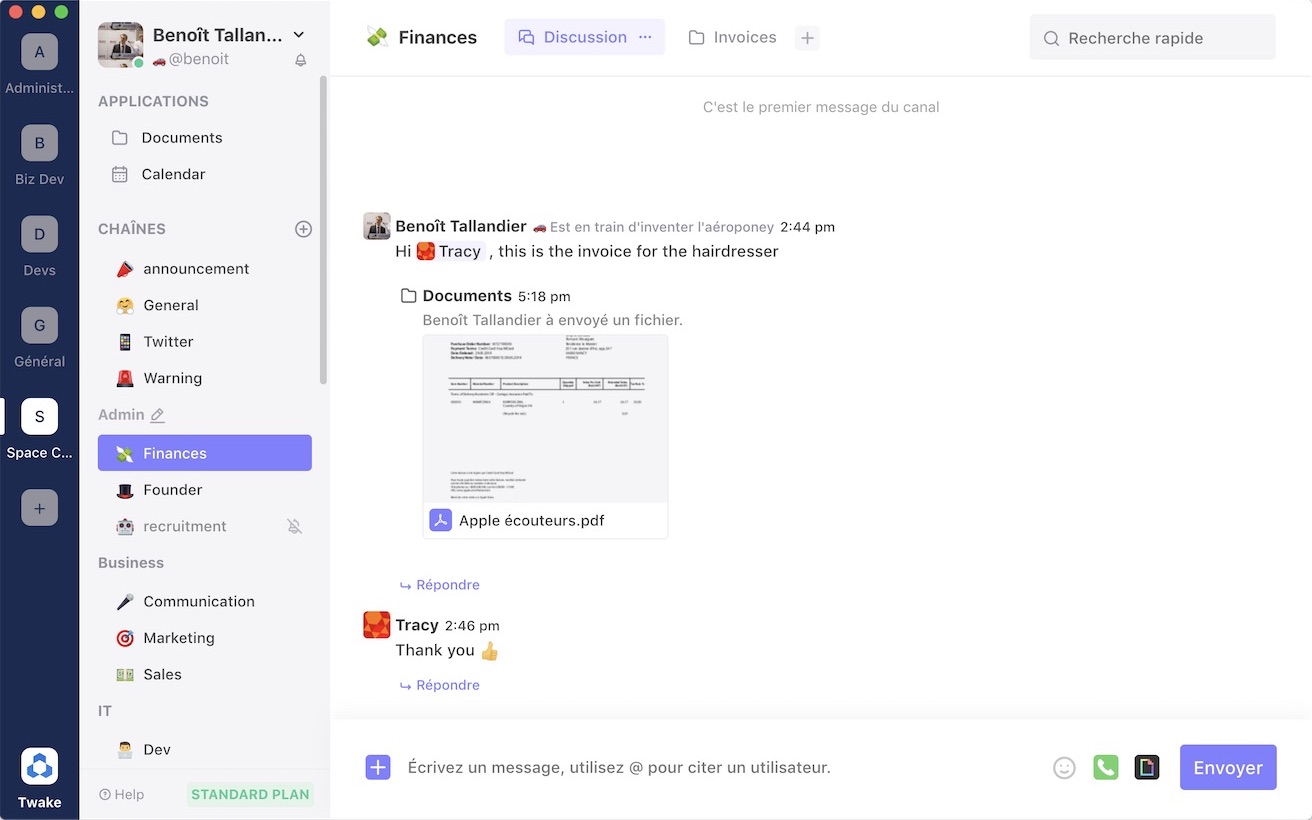 A
Administ...
B
Biz Dev
D
Devs
G
Général
S
Space C...
+
Twake
Benoît Tallan...
@benoit
APPLICATIONS
Documents
Calendar
CHAÎNES
announcement
General
Twitter
Warning
Admin
Finances
Founder
recruitment
Business
Communication
Marketing
Sales
IT
Dev
Help
STANDARD PLAN
Finances
Discussion ...
Invoices
+
Recherche rapide
C'est le premier message du canal
Benoît Tallandier Est en train d'inventer l'aéroponey 2:44 pm
Hi Tracy , this is the invoice for the hairdresser
Documents 5:18 pm
Benoît Tallandier à envoyé un fichier.
Apple écouteurs.pdf
Répondre
Tracy 2:46 pm
Thank you
Répondre
Écrivez un message, utilisez @ pour citer un utilisateur.
Envoyer